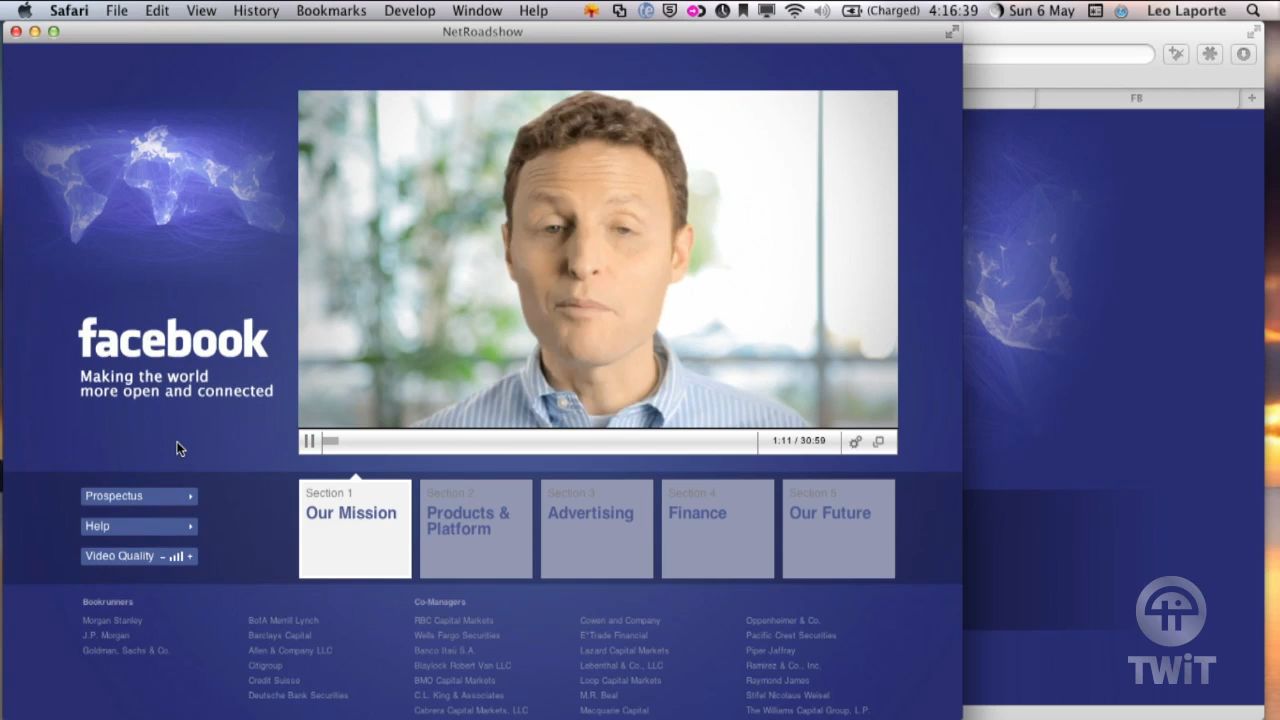 Safari File Edit View History Bookmarks Develop Window Help (Charged) 4:16:39 Sun 6 May Leo Laporte
NetRoadshow
FB
facebook
Making the world
more open and connected
1:11 / 30:59
Prospectus
Help
Video Quality - +
Section 1
Our Mission
Section 2
Products &
Platform
Section 3
Advertising
Section 4
Finance
Section 5
Our Future
Bookrunners
Morgan Stanley
J.P. Morgan
Goldman, Sachs & Co.
BofA Merrill Lynch
Barclays Capital
Allen & Company LLC
Citigroup
Credit Suisse
Deutsche Bank Securities
Co-Managers
RBC Capital Markets
Wells Fargo Securities
Banco Itaú S.A.
Blaylock Robert Van LLC
BMO Capital Markets
C.L. King & Associates
Cabrera Capital Markets, LLC
Cowen and Company
E*Trade Financial
Lazard Capital Markets
Lebenthal & Co., LLC
Loop Capital Markets
M.R. Beal
Macquarie Capital
Oppenheimer & Co.
Pacific Crest Securities
Piper Jaffray
Ramirez & Co., Inc.
Raymond James
Stifel Nicolaus Weisel
The Williams Capital Group, L.P.
TWiT